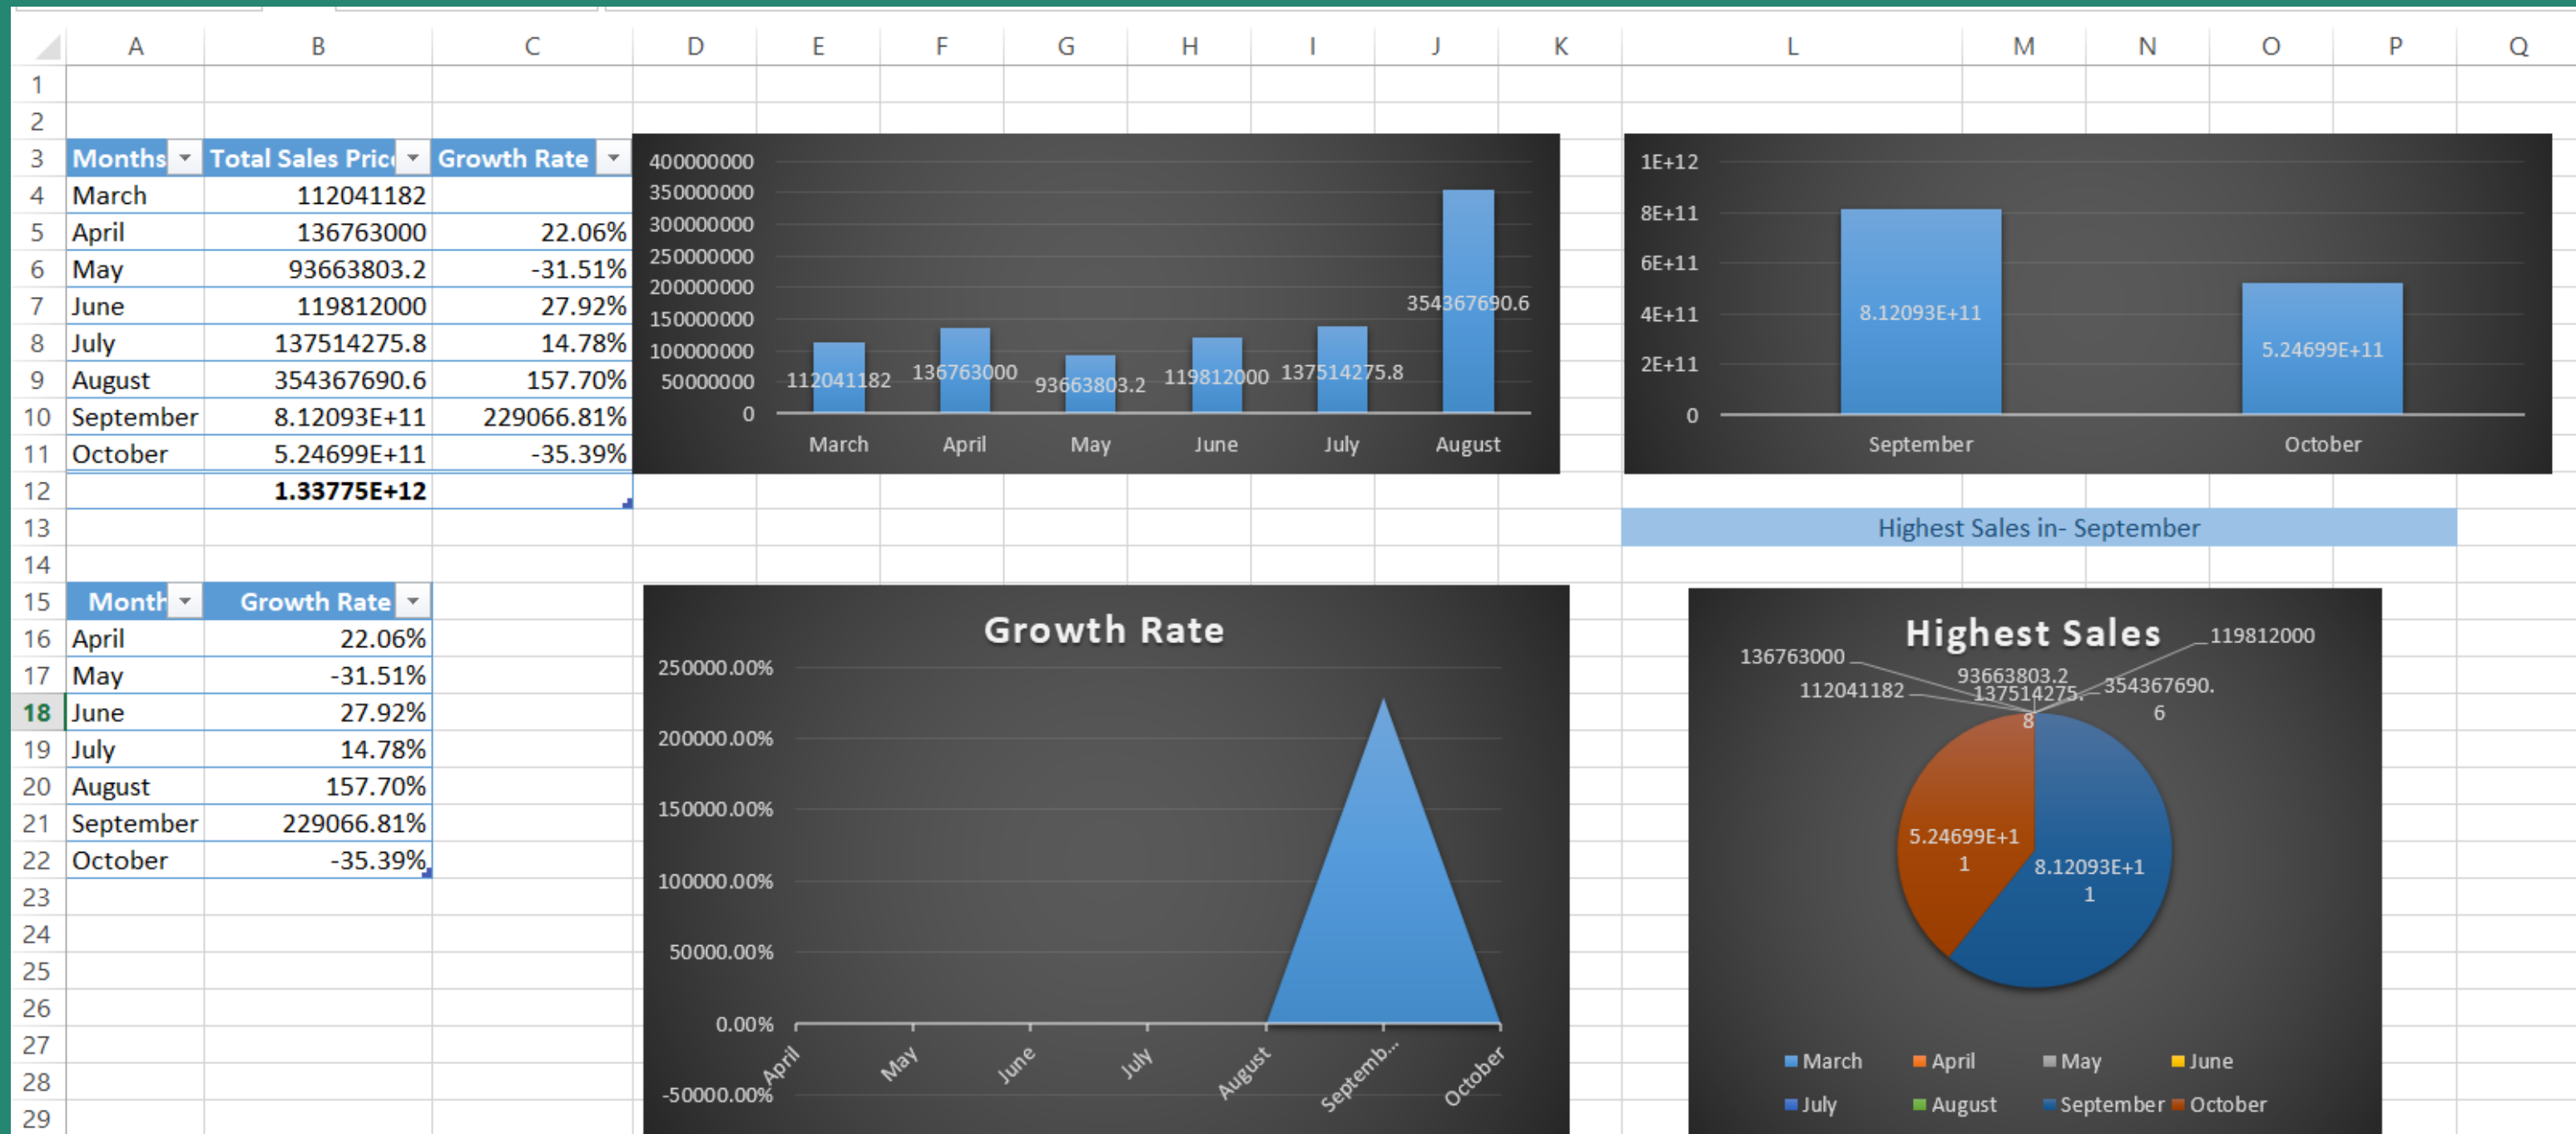 A B C D E F G H I J K L M N O P Q
1
2
3 Months Total Sales Pric Growth Rate
4 March 112041182
5 April 136763000 22.06%
6 May 93663803.2 -31.51%
7 June 119812000 27.92%
8 July 137514275.8 14.78%
9 August 354367690.6 157.70%
10 September 8.12093E+11 229066.81%
11 October 5.24699E+11 -35.39%
12 1.33775E+12
13
14
15 Month Growth Rate
16 April 22.06%
17 May -31.51%
18 June 27.92%
19 July 14.78%
20 August 157.70%
21 September 229066.81%
22 October -35.39%
23
24
25
26
27
28
29
400000000
350000000
300000000
250000000
200000000
150000000
100000000
50000000
0
112041182 136763000 93663803.2 119812000 137514275.8 354367690.6
March April May June July August
1E+12
8E+11
6E+11
4E+11
2E+11
0
8.12093E+11 5.24699E+11
September October
Highest Sales in- September
Growth Rate
250000.00%
200000.00%
150000.00%
100000.00%
50000.00%
0.00%
-50000.00%
April May June July August Septemb... October
Highest Sales
119812000
136763000
93663803.2
112041182
137514275.
8
354367690.
6
5.24699E+1
1
8.12093E+1
1
March April May June
July August September October